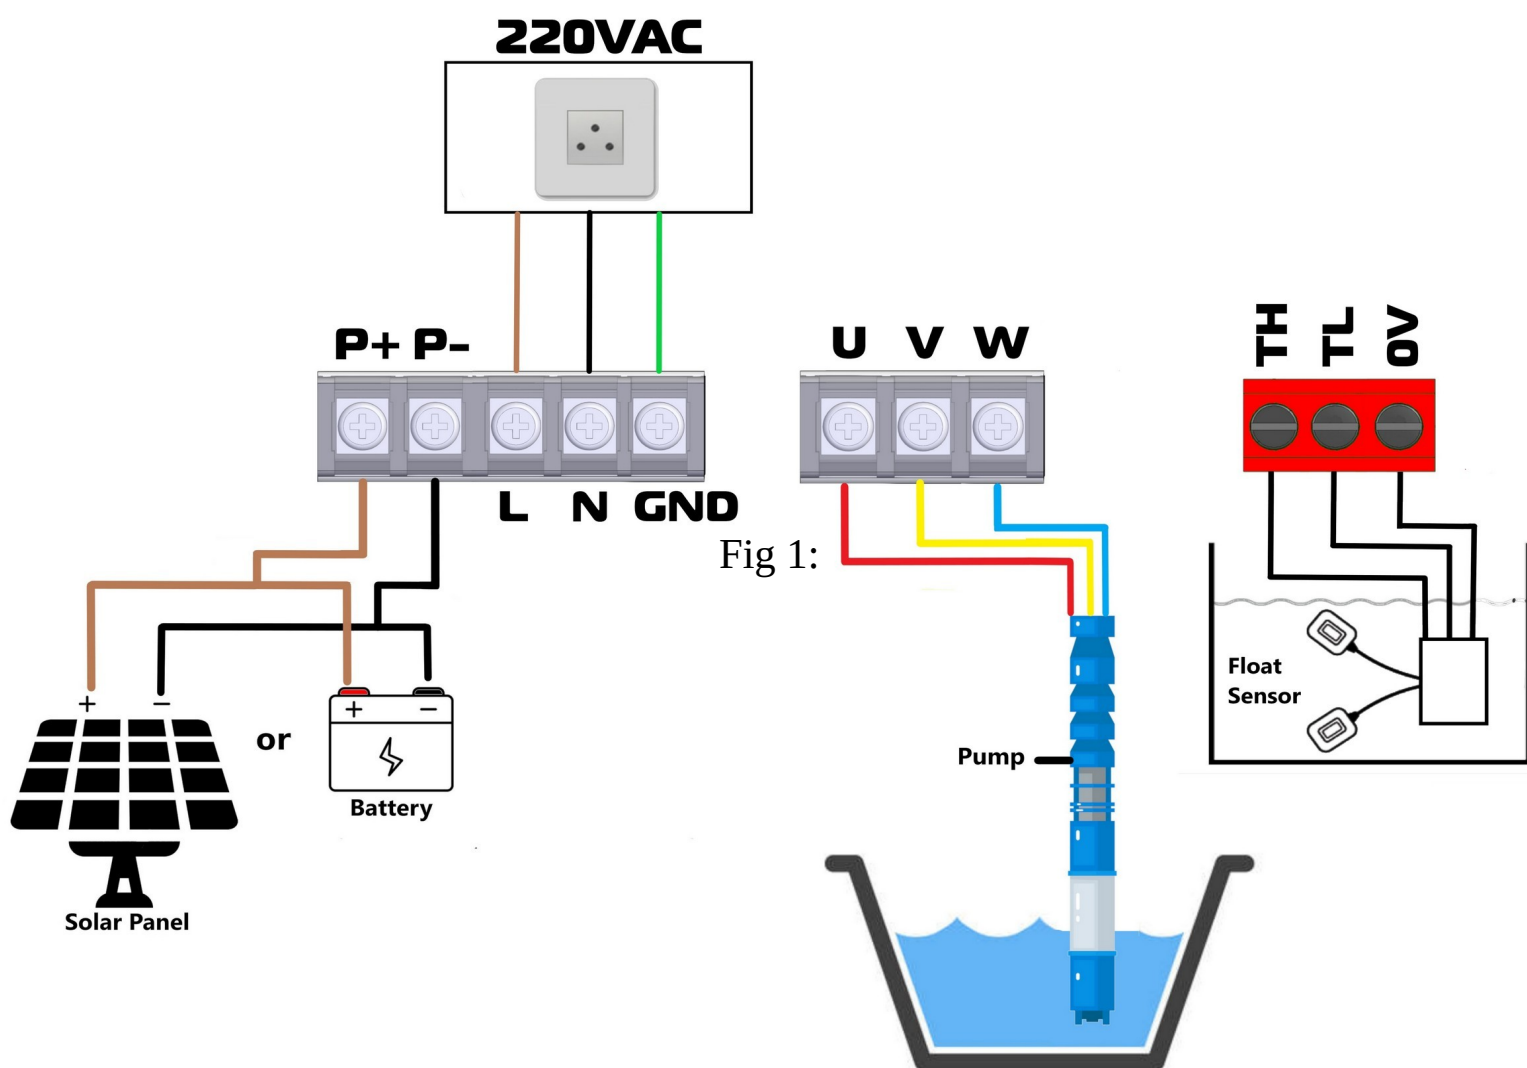 220VAC
P+ P-
U V W
TH
TL
0V
L N GND
Fig 1:
Float
Sensor
+ −
+ −
or
Pump
Battery
Solar Panel